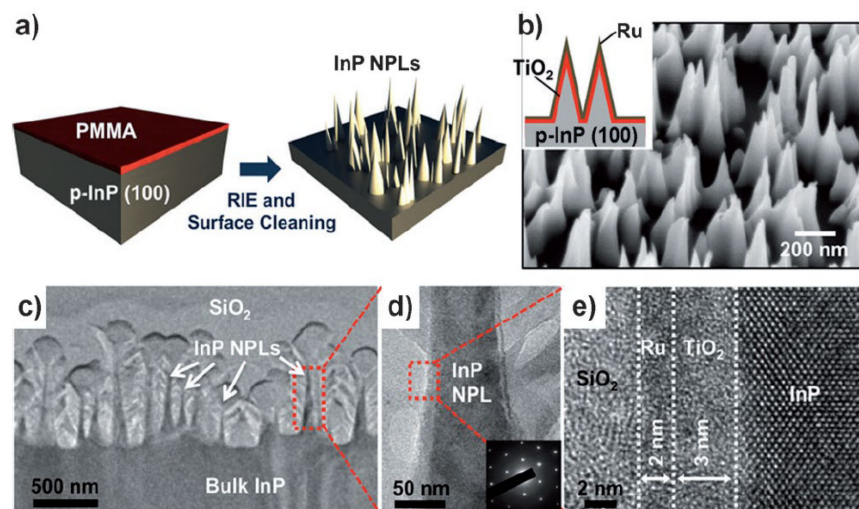 a)
PMMA
p-InP (100)
RIE and
Surface Cleaning
InP NPLs
b)
Ru
TiO₂
p-InP (100)
200 nm
c)
SiO₂
InP NPLs
Bulk InP
500 nm
d)
InP
NPL
50 nm
e)
SiO₂
Ru
TiO₂
InP
2 nm
3 nm
2 nm